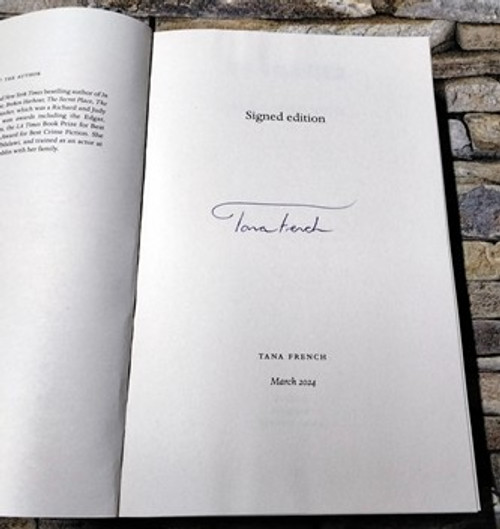 THE AUTHOR
New York Times bestselling author of In
Broken Harbour, The Secret Place, The
which was a Richard and Judy
won awards including the Edgar,
the LA Times Book Prize for Best
Award for Best Crime Fiction. She
Malawi, and trained as an actor at
with her family.
Signed edition
Tana French
TANA FRENCH
March 2024